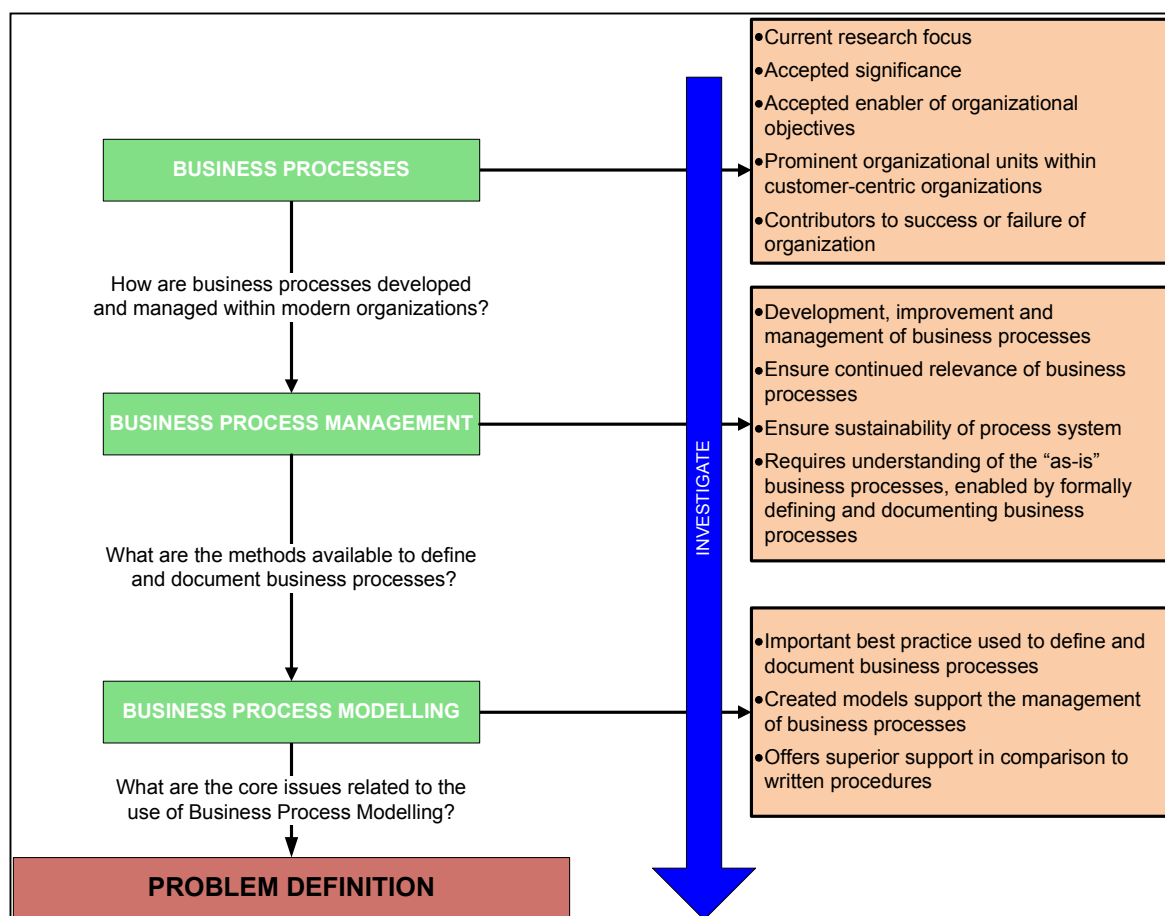 •Current research focus
•Accepted significance
•Accepted enabler of organizational
objectives
•Prominent organizational units within
customer-centric organizations
•Contributors to success or failure of
organization
BUSINESS PROCESSES
How are business processes developed
and managed within modern organizations?
•Development, improvement and
management of business processes
•Ensure continued relevance of business
processes
•Ensure sustainability of process system
•Requires understanding of the “as-is”
business processes, enabled by formally
defining and documenting business
processes
BUSINESS PROCESS MANAGEMENT
INVESTIGATE
What are the methods available to define
and document business processes?
•Important best practice used to define and
document business processes
•Created models support the management
of business processes
•Offers superior support in comparison to
written procedures
BUSINESS PROCESS MODELLING
What are the core issues related to the
use of Business Process Modelling?
PROBLEM DEFINITION